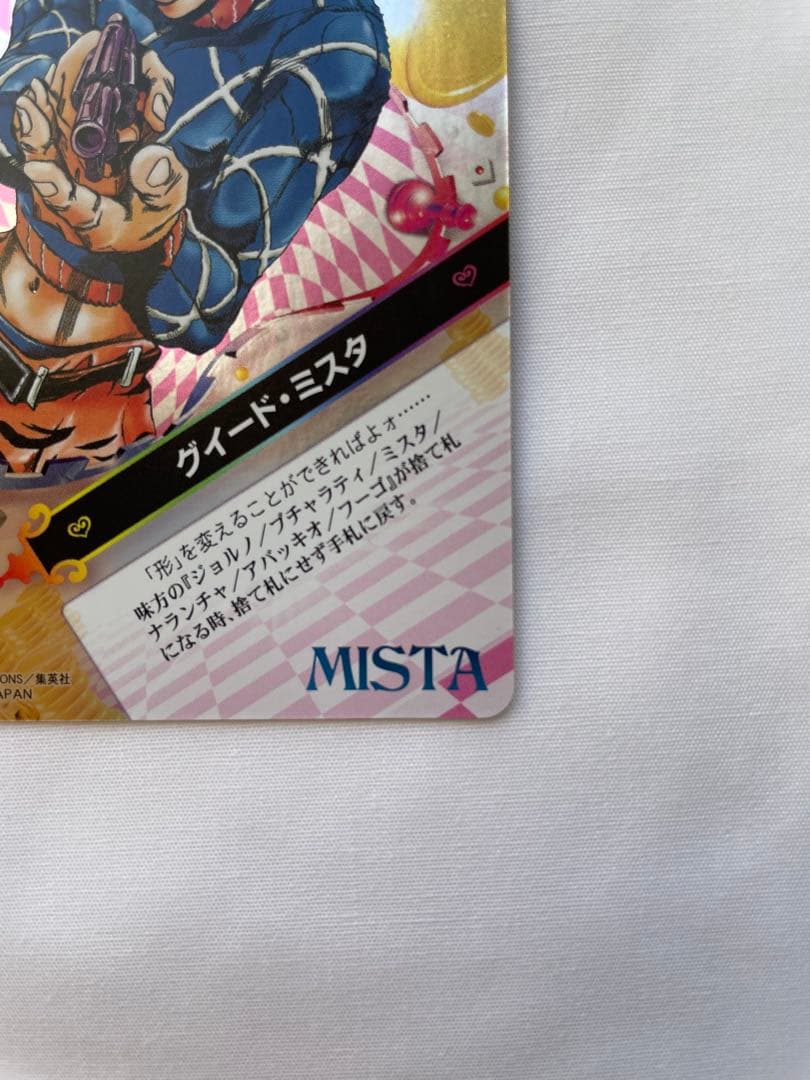 グイード・ミスタ
「形」を変えることができればよォ……
味方の『ジョルノ/ブチャラティ/ミスタ/
ナランチャ/アバッキオ/フーゴ』が捨て札
になる時、捨て札にせず手札に戻す。
MISTA
ONS/集英社
APAN